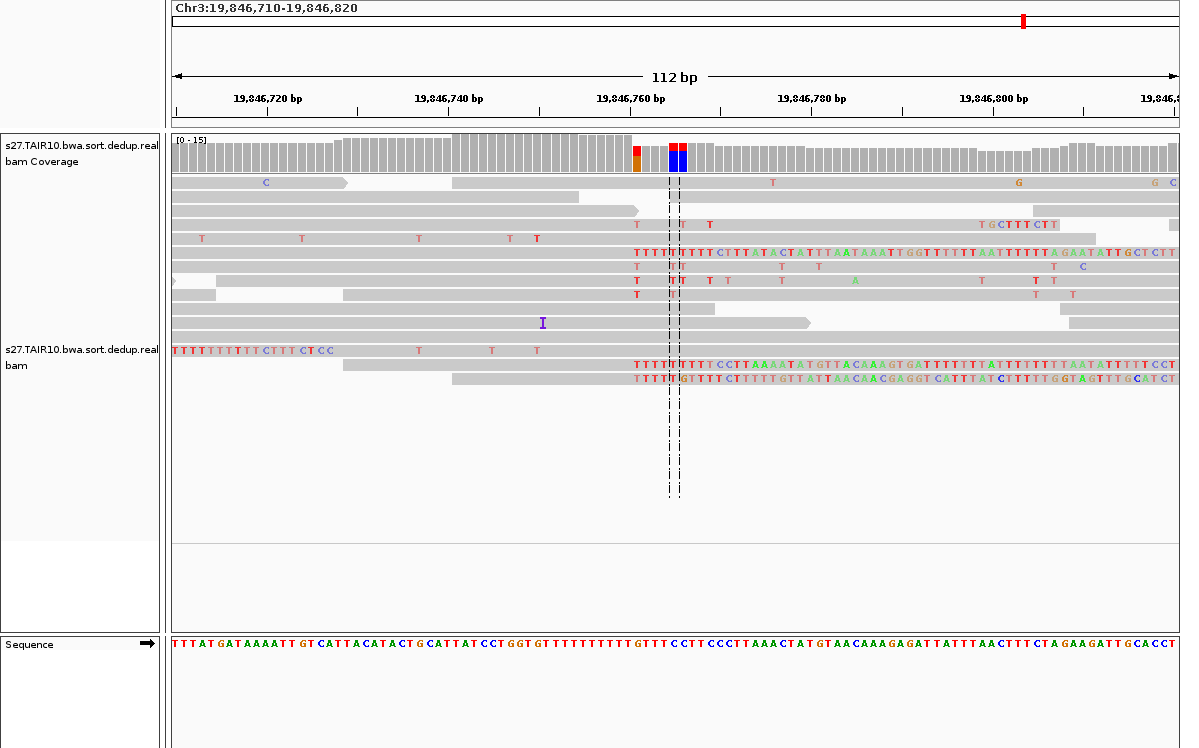 Chr3:19,846,710-19,846,820
112 bp
19,846,720 bp 19,846,740 bp 19,846,760 bp 19,846,780 bp 19,846,800 bp 19,846,8
s27.TAIR10.bwa.sort.dedup.real
bam Coverage
[0 - 15]
C T G G C
T T T TGCTTTCTT
T T T T T
TTTTTTTTTCTTTATACTATTTAATAAATTGGTTTTTTAATTTTTTAGAATATTGCTCTT
T T T T T T C
T T T T T T A T T T
T T T T
I
s27.TAIR10.bwa.sort.dedup.real
bam
TTTTTTTTTTCTTTCTCC T T T
TTTTTTTTTCCTTAAAATATGTTACAAAGTGATTTTTTTATTTTTTTTAATATTTTTCCT
TTTTTGTTTTCTTTTTGTTATTAACAACGAGGTCATTTATCTTTTTGGTAGTTTGCATCT
Sequence
TTTATGATAAAATTGTCATTACATACTGCATTATCCTGGTGTTTTTTTTTTGTTTCCTTCCCTTAAACTATGTAACAAAGAGATTATTTAACTTTCTAGAAGATTGCACCT